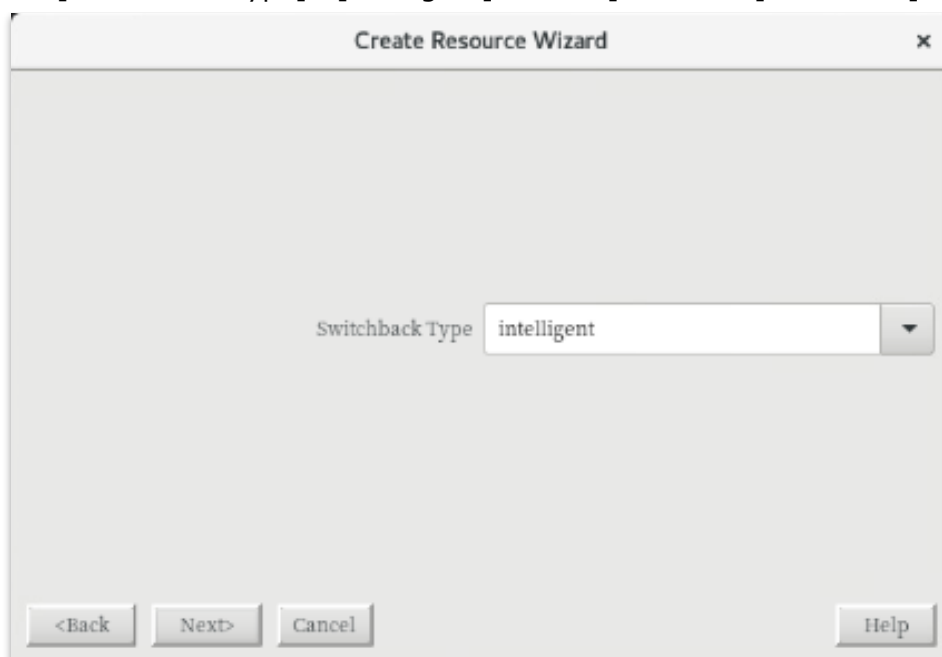 Create Resource Wizard ×
Switchback Type intelligent
<Back Next> Cancel Help